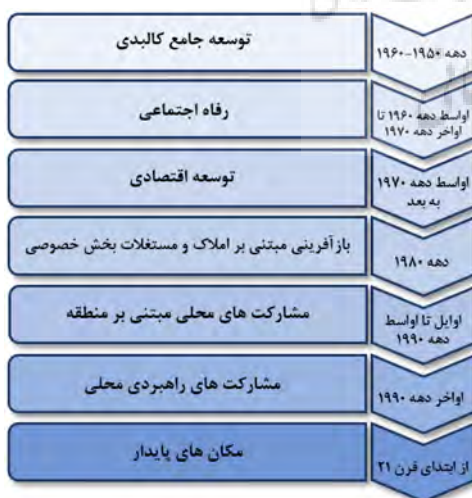 دهه ۱۹۵۰-۱۹۶۰
توسعه جامع کالبدی
اواسط دهه ۱۹۶۰ تا
اواخر دهه ۱۹۷۰
رفاه اجتماعی
اواسط دهه ۱۹۷۰
به بعد
توسعه اقتصادی
دهه ۱۹۸۰
بازآفرینی مبتنی بر املاک و مستغلات بخش خصوصی
اوایل تا اواسط
دهه ۱۹۹۰
مشارکت های محلی مبتنی بر منطقه
اواخر دهه ۱۹۹۰
مشارکت های راهبردی محلی
از ابتدای قرن ۲۱
مکان های پایدار